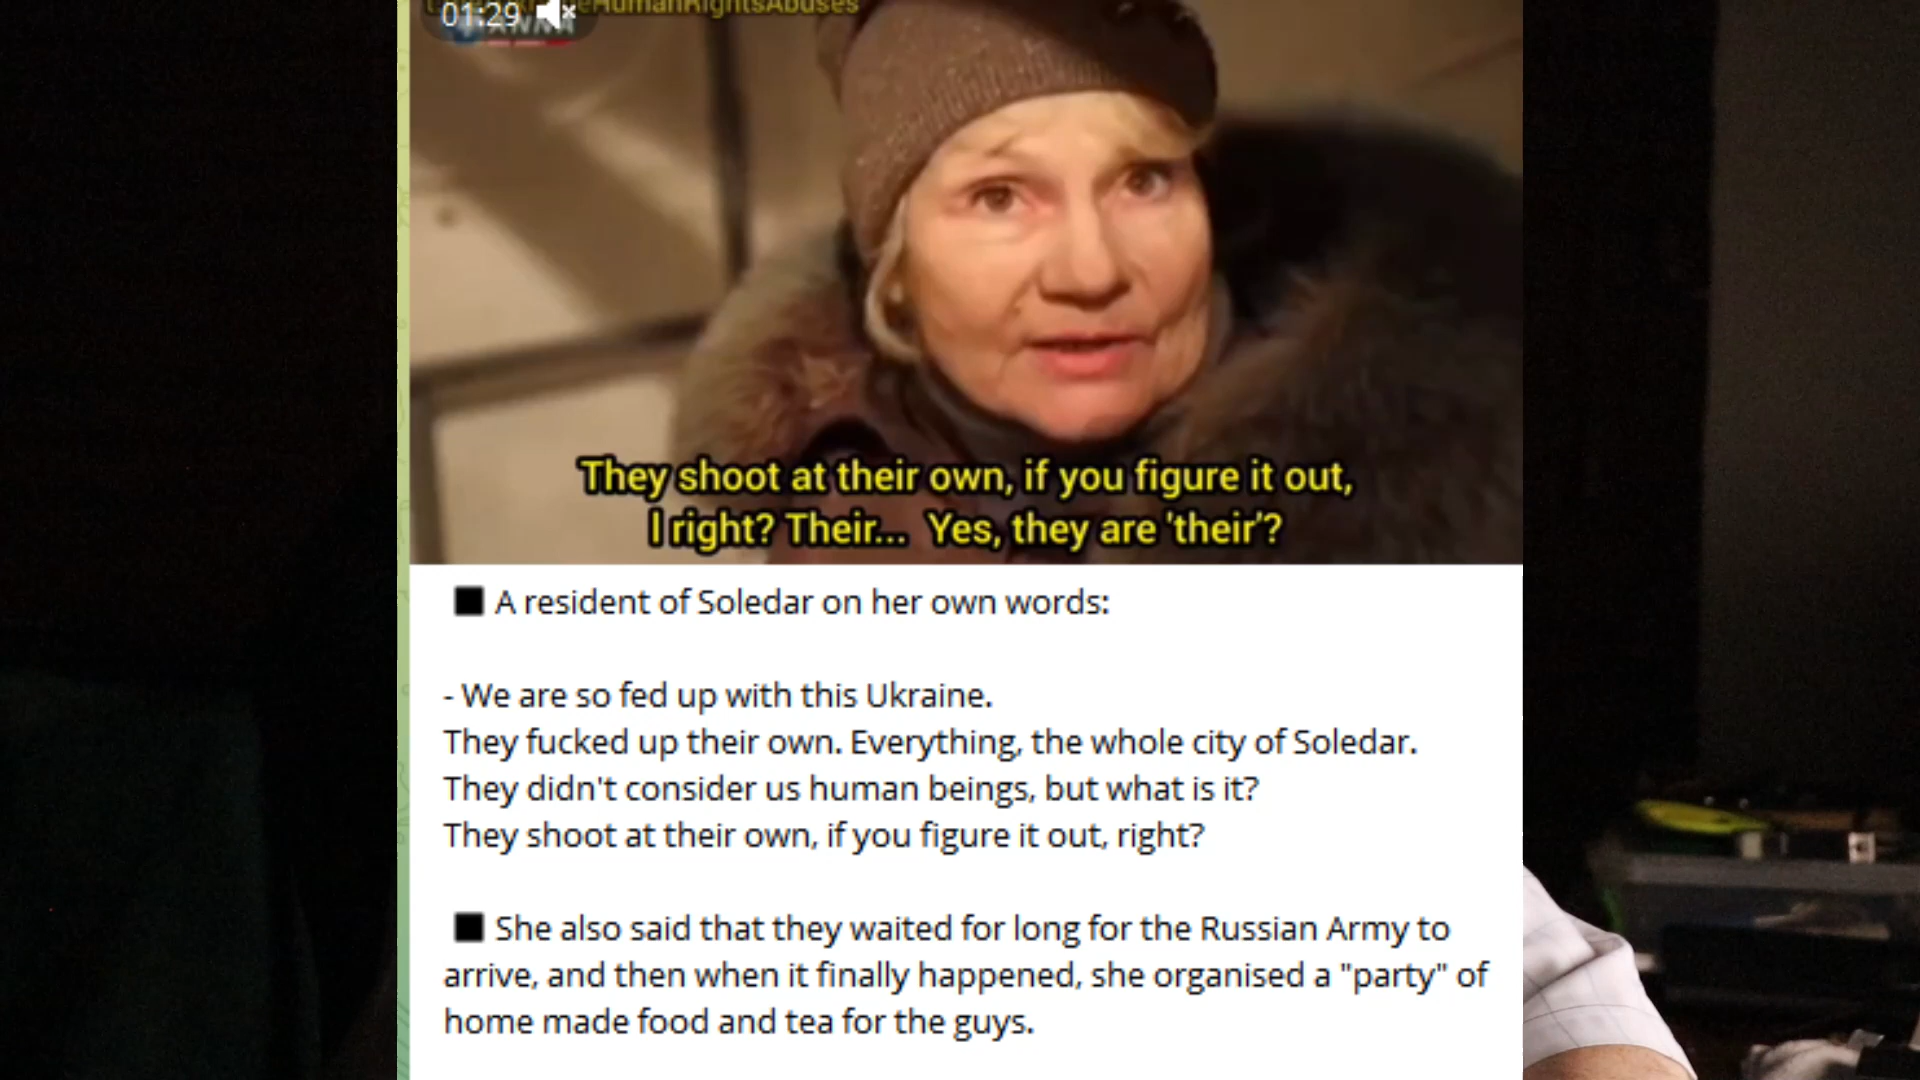 01:29
eHumanRightsAbuses
ANNA
They shoot at their own, if you figure it out,
I right? Their... Yes, they are 'their'?
A resident of Soledar on her own words:
- We are so fed up with this Ukraine.
They fucked up their own. Everything, the whole city of Soledar.
They didn't consider us human beings, but what is it?
They shoot at their own, if you figure it out, right?
She also said that they waited for long for the Russian Army to
arrive, and then when it finally happened, she organised a "party" of
home made food and tea for the guys.